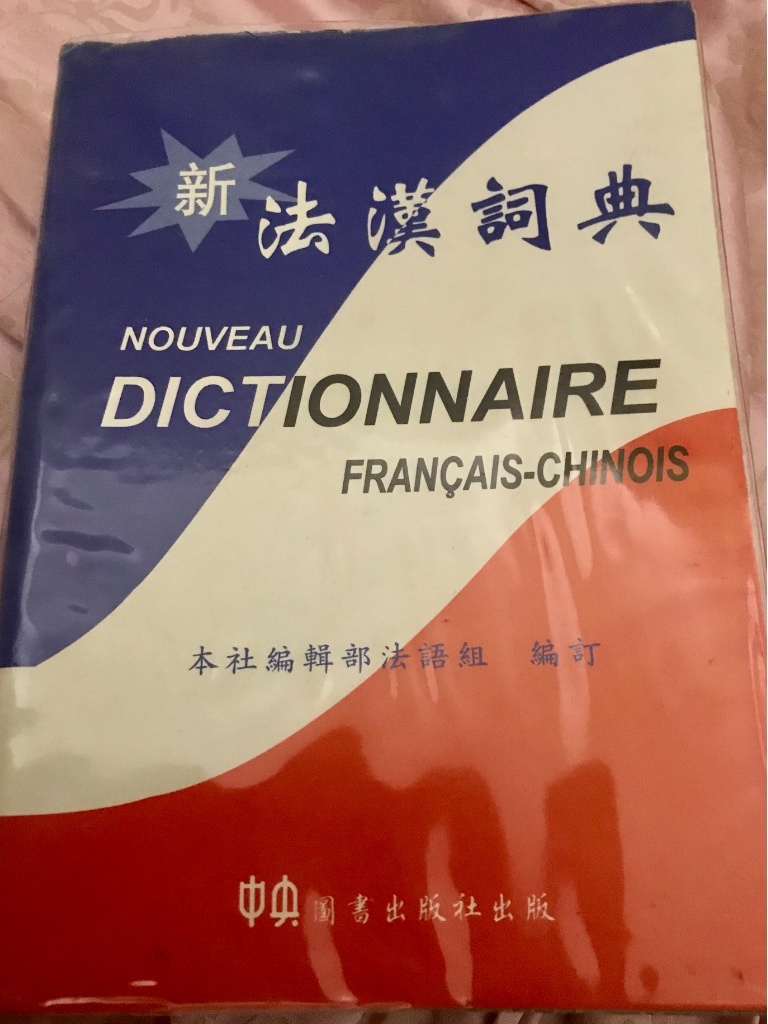 新法漢詞典
NOUVEAU
DICTIONNAIRE
FRANÇAIS-CHINOIS
本社編輯部法語組 編訂
中央圖書出版社出版